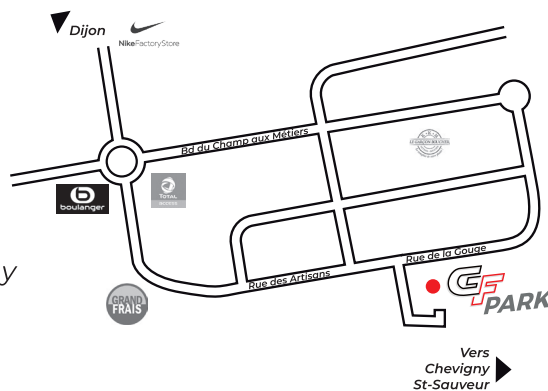 Dijon
NikeFactoryStore
Bd du Champ aux Métiers
boulanger
TOTAL
y
Rue de la Gouge
Rue des Artisans
GRAND
FRAIS
GF
PARK
Vers
Chevigny
St-Sauveur